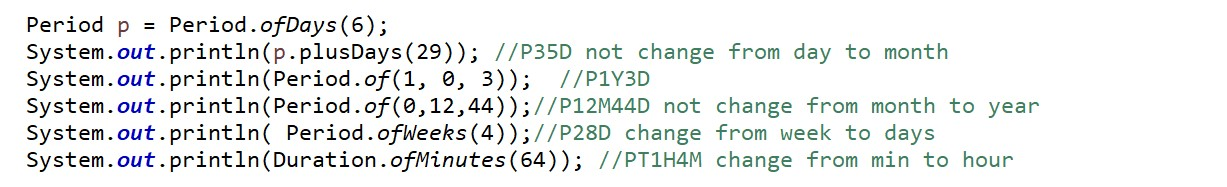 Period p = Period.ofDays(6);
System.out.println(p.plusDays(29)); //P35D not change from day to month
System.out.println(Period.of(1, 0, 3));  //P1Y3D
System.out.println(Period.of(0,12,44));//P12M44D not change from month to year
System.out.println( Period.ofWeeks(4));//P28D change from week to days
System.out.println(Duration.ofMinutes(64)); //PT1H4M change from min to hour